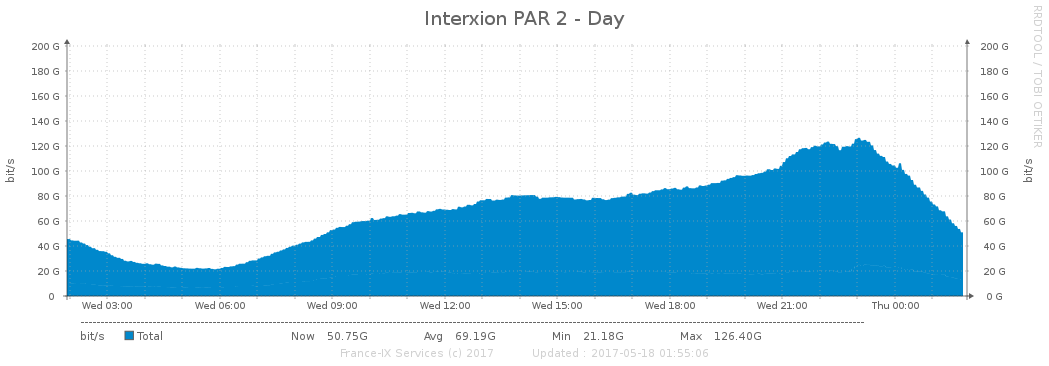 Interxion PAR 2 - Day
RRDTOOL / TOBI OETIKER
bit/s
bit/s
200 G 200 G
180 G 180 G
160 G 160 G
140 G 140 G
120 G 120 G
100 G 100 G
80 G 80 G
60 G 60 G
40 G 40 G
20 G 20 G
0 0 G
Wed 03:00 Wed 06:00 Wed 09:00 Wed 12:00 Wed 15:00 Wed 18:00 Wed 21:00 Thu 00:00
bit/s Total Now 50.75G Avg 69.19G Min 21.18G Max 126.40G
France-IX Services (c) 2017 Updated : 2017-05-18 01:55:06